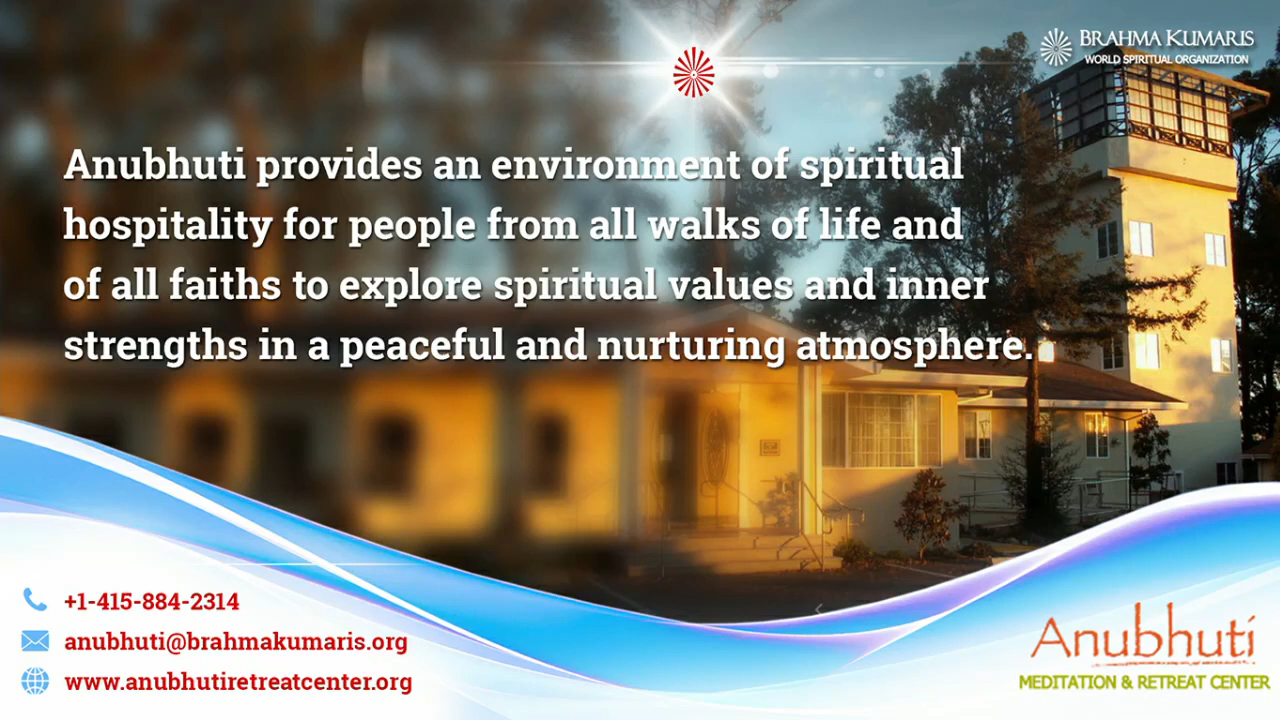 BRAHMA KUMARIS
WORLD SPIRITUAL ORGANIZATION
Anubhuti provides an environment of spiritual
hospitality for people from all walks of life and
of all faiths to explore spiritual values and inner
strengths in a peaceful and nurturing atmosphere.
+1-415-884-2314
anubhuti@brahmakumaris.org
www.anubhutiretreatcenter.org
Anubhuti
MEDITATION & RETREAT CENTER